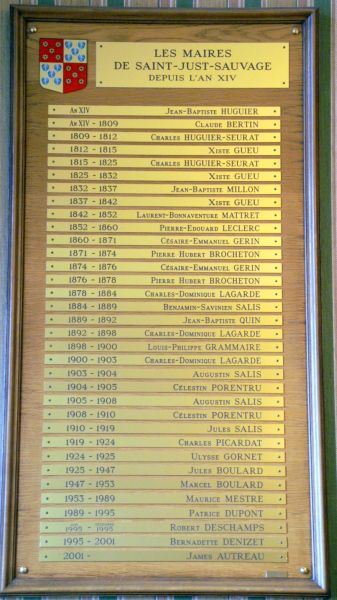 LES MAIRES
DE SAINT-JUST-SAUVAGE
DEPUIS L'AN XIV
AN XIV JEAN-BAPTISTE HUGUIER
AN XIV - 1809 CLAUDE BERTIN
1809 - 1812 CHARLES HUGUIER-SEURAT
1812 - 1815 XISTE GUEU
1815 - 1825 CHARLES HUGUIER-SEURAT
1825 - 1832 XISTE GUEU
1832 - 1837 JEAN-BAPTISTE MILLON
1837 - 1842 XISTE GUEU
1842 - 1852 LAURENT-BONNAVENTURE MATTRET
1852 - 1860 PIERRE-EDOUARD LECLERC
1860 - 1871 CÉSAIRE-EMMANUEL GERIN
1871 - 1874 PIERRE HUBERT BROCHETON
1874 - 1876 CÉSAIRE-EMMANUEL GERIN
1876 - 1878 PIERRE HUBERT BROCHETON
1878 - 1884 CHARLES-DOMINIQUE LAGARDE
1884 - 1889 BENJAMIN-SAVINIEN SALIS
1889 - 1892 JEAN-BAPTISTE QUIN
1892 - 1898 CHARLES-DOMINIQUE LAGARDE
1898 - 1900 LOUIS-PHILIPPE GRAMMAIRE
1900 - 1903 CHARLES-DOMINIQUE LAGARDE
1903 - 1904 AUGUSTIN SALIS
1904 - 1905 CÉLESTIN PORENTRU
1905 - 1908 AUGUSTIN SALIS
1908 - 1910 CÉLESTIN PORENTRU
1910 - 1919 JULES SALIS
1919 - 1924 CHARLES PICARDAT
1924 - 1925 ULYSSE GORNET
1925 - 1947 JULES BOULARD
1947 - 1953 MARCEL BOULARD
1953 - 1989 MAURICE MESTRE
1989 - 1995 PATRICE DUPONT
1995 - 1995 ROBERT DESCHAMPS
1995 - 2001 BERNADETTE DENIZET
2001 - JAMES AUTREAU